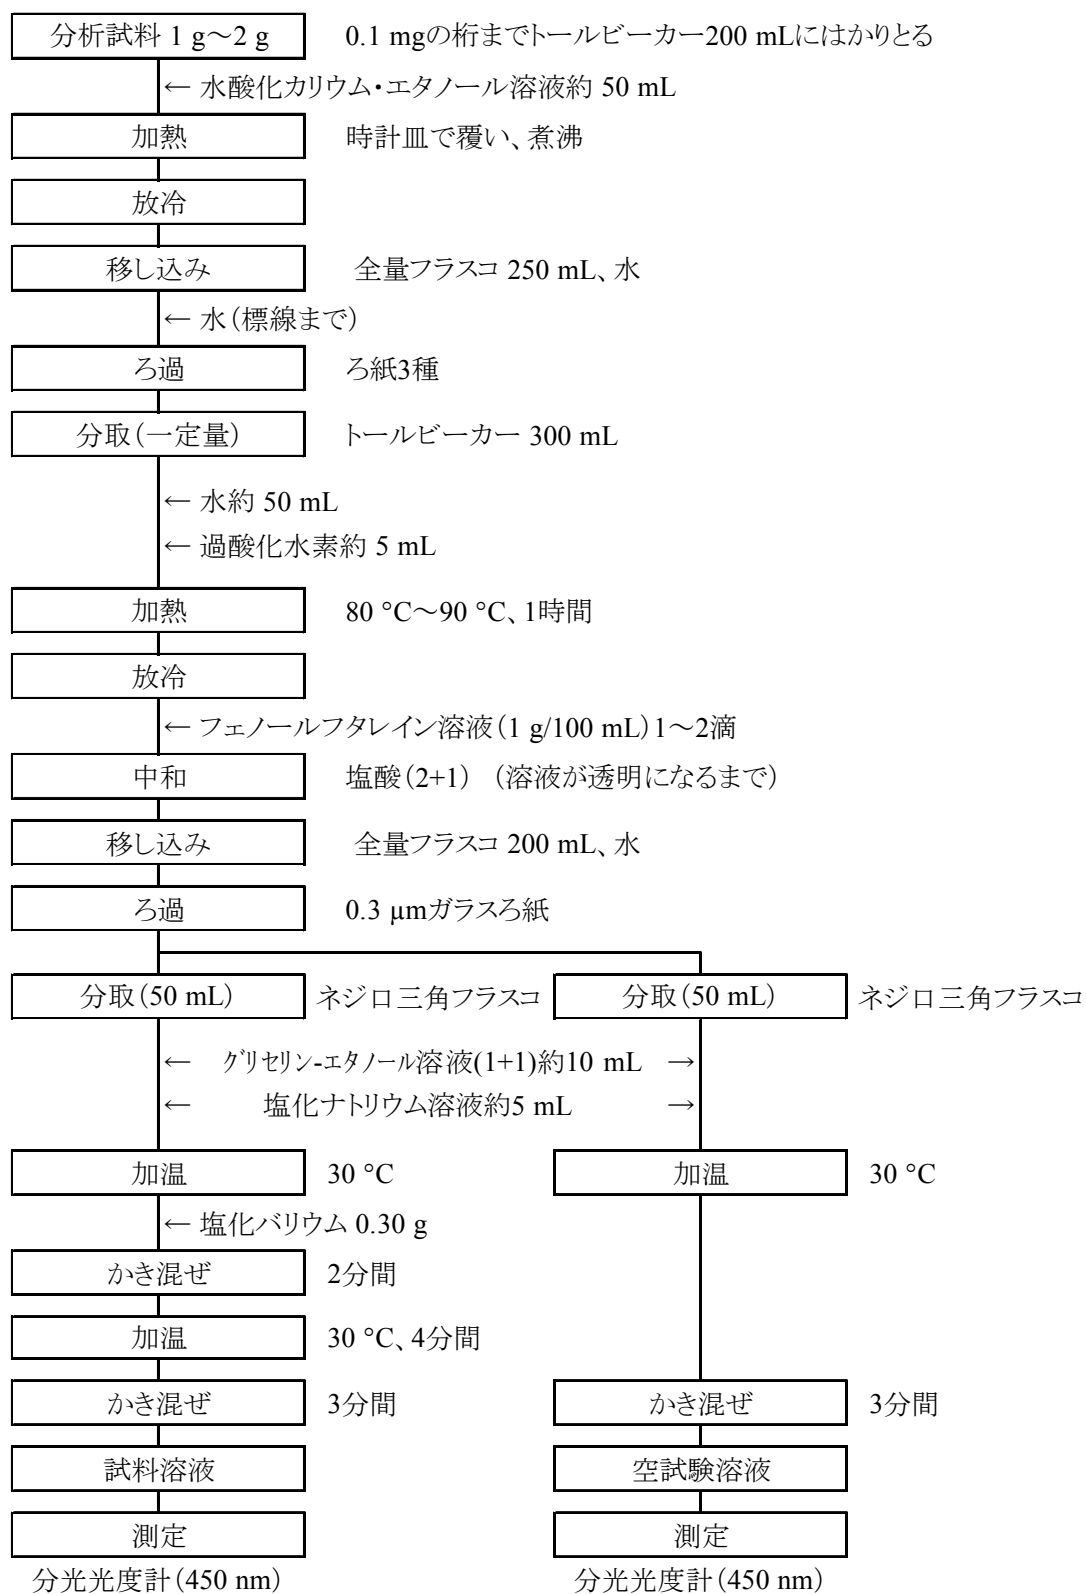 分析試料 1 g～2 g 0.1 mgの桁までトールビーカー200 mLにはかりとる
← 水酸化カリウム・エタノール溶液約 50 mL
加熱 時計皿で覆い、煮沸
放冷
移し込み 全量フラスコ 250 mL、水
← 水（標線まで）
ろ過 ろ紙3種
分取（一定量） トールビーカー 300 mL
← 水約 50 mL
← 過酸化水素約 5 mL
加熱 80 °C～90 °C、1時間
放冷
← フェノールフタレイン溶液（1 g/100 mL）1～2滴
中和 塩酸（2+1） （溶液が透明になるまで）
移し込み 全量フラスコ 200 mL、水
ろ過 0.3 µmガラスろ紙
分取（50 mL） ネジ口三角フラスコ 分取（50 mL） ネジ口三角フラスコ
← グリセリン-エタノール溶液(1+1)約10 mL →
← 塩化ナトリウム溶液約5 mL →
加温 30 °C 加温 30 °C
← 塩化バリウム 0.30 g
かき混ぜ 2分間
加温 30 °C、4分間
かき混ぜ 3分間 かき混ぜ 3分間
試料溶液 空試験溶液
測定 測定
分光光度計（450 nm） 分光光度計（450 nm）